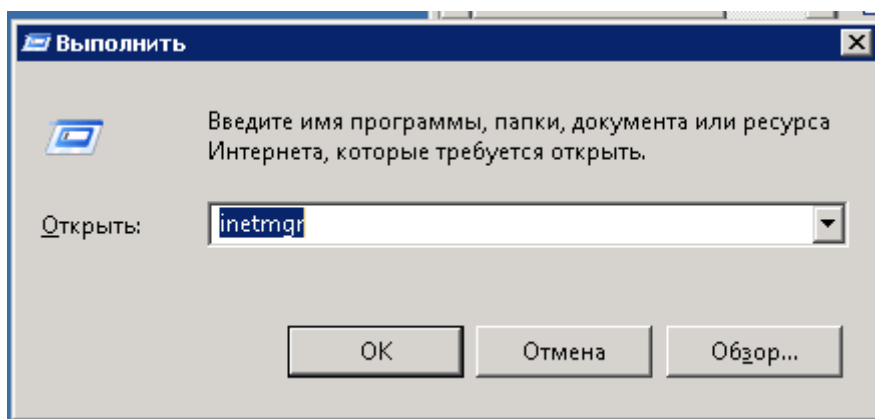 Выполнить
Введите имя программы, папки, документа или ресурса
Интернета, которые требуется открыть.
Открыть: inetmgr
OK Отмена Обзор...